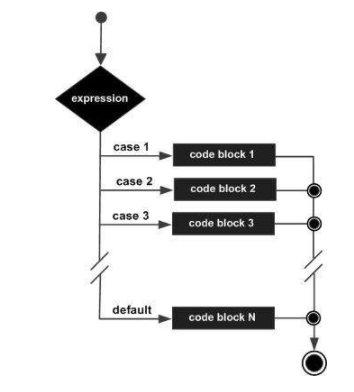 expression
case 1
code block 1
case 2
code block 2
case 3
code block 3
default
code block N